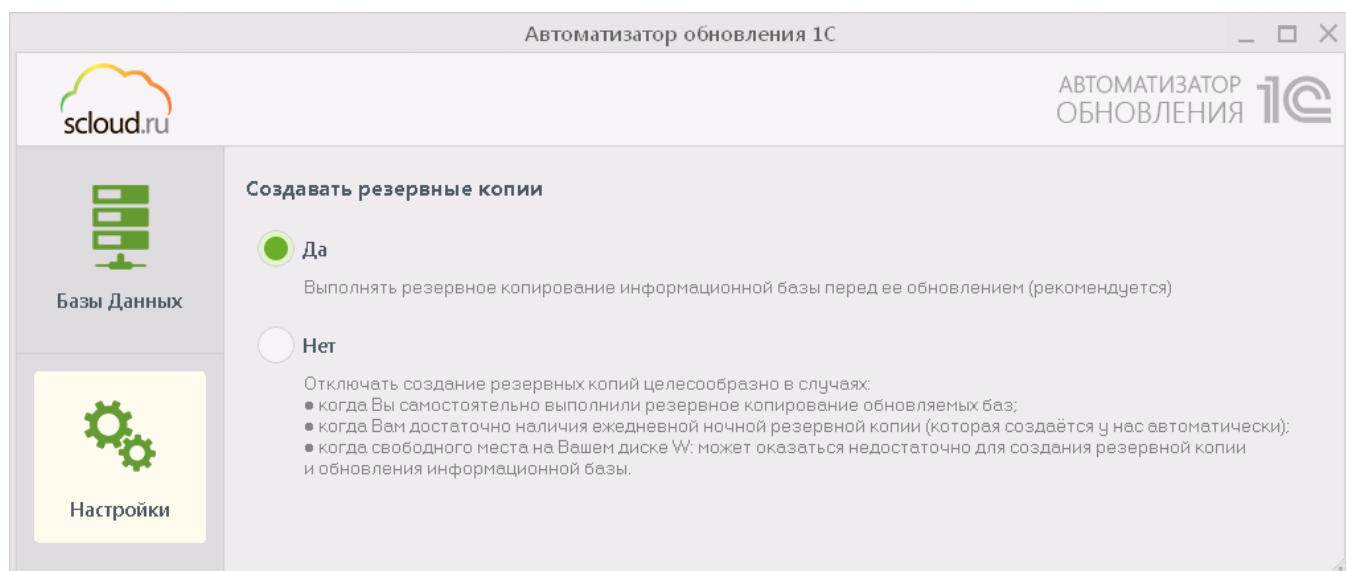 Автоматизатор обновления 1С
scloud.ru
АВТОМАТИЗАТОР
ОБНОВЛЕНИЯ 1С
Базы Данных
Настройки
Создавать резервные копии
Да
Выполнять резервное копирование информационной базы перед ее обновлением (рекомендуется)
Нет
Отключать создание резервных копий целесообразно в случаях:
● когда Вы самостоятельно выполнили резервное копирование обновляемых баз;
● когда Вам достаточно наличия ежедневной ночной резервной копии (которая создаётся у нас автоматически);
● когда свободного места на Вашем диске W: может оказаться недостаточно для создания резервной копии
и обновления информационной базы.